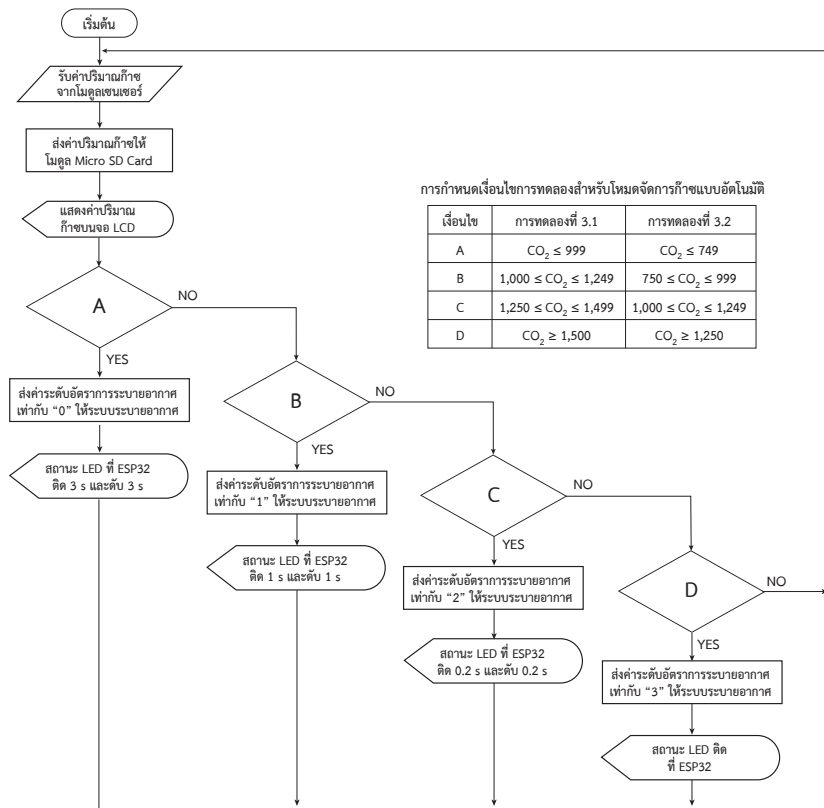 เริ่มต้น
รับค่าปริมาณก๊าซ
จากโมดูลเซนเซอร์
ส่งค่าปริมาณก๊าซให้
โมดูล Micro SD Card
แสดงค่าปริมาณ
ก๊าซบนจอ LCD
การกำหนดเงื่อนไขการทดลองสำหรับโหมดจัดการก๊าซแบบอัตโนมัติ
เงื่อนไข การทดลองที่ 3.1 การทดลองที่ 3.2
A CO₂ ≤ 999 CO₂ ≤ 749
B 1,000 ≤ CO₂ ≤ 1,249 750 ≤ CO₂ ≤ 999
C 1,250 ≤ CO₂ ≤ 1,499 1,000 ≤ CO₂ ≤ 1,249
D CO₂ ≥ 1,500 CO₂ ≥ 1,250
A
NO
YES
ส่งค่าระดับอัตราการระบายอากาศ
เท่ากับ “0” ให้ระบบระบายอากาศ
สถานะ LED ที่ ESP32
ติด 3 s และดับ 3 s
B
NO
YES
ส่งค่าระดับอัตราการระบายอากาศ
เท่ากับ “1” ให้ระบบระบายอากาศ
สถานะ LED ที่ ESP32
ติด 1 s และดับ 1 s
C
NO
YES
ส่งค่าระดับอัตราการระบายอากาศ
เท่ากับ “2” ให้ระบบระบายอากาศ
สถานะ LED ที่ ESP32
ติด 0.2 s และดับ 0.2 s
D
NO
YES
ส่งค่าระดับอัตราการระบายอากาศ
เท่ากับ “3” ให้ระบบระบายอากาศ
สถานะ LED ติด
ที่ ESP32